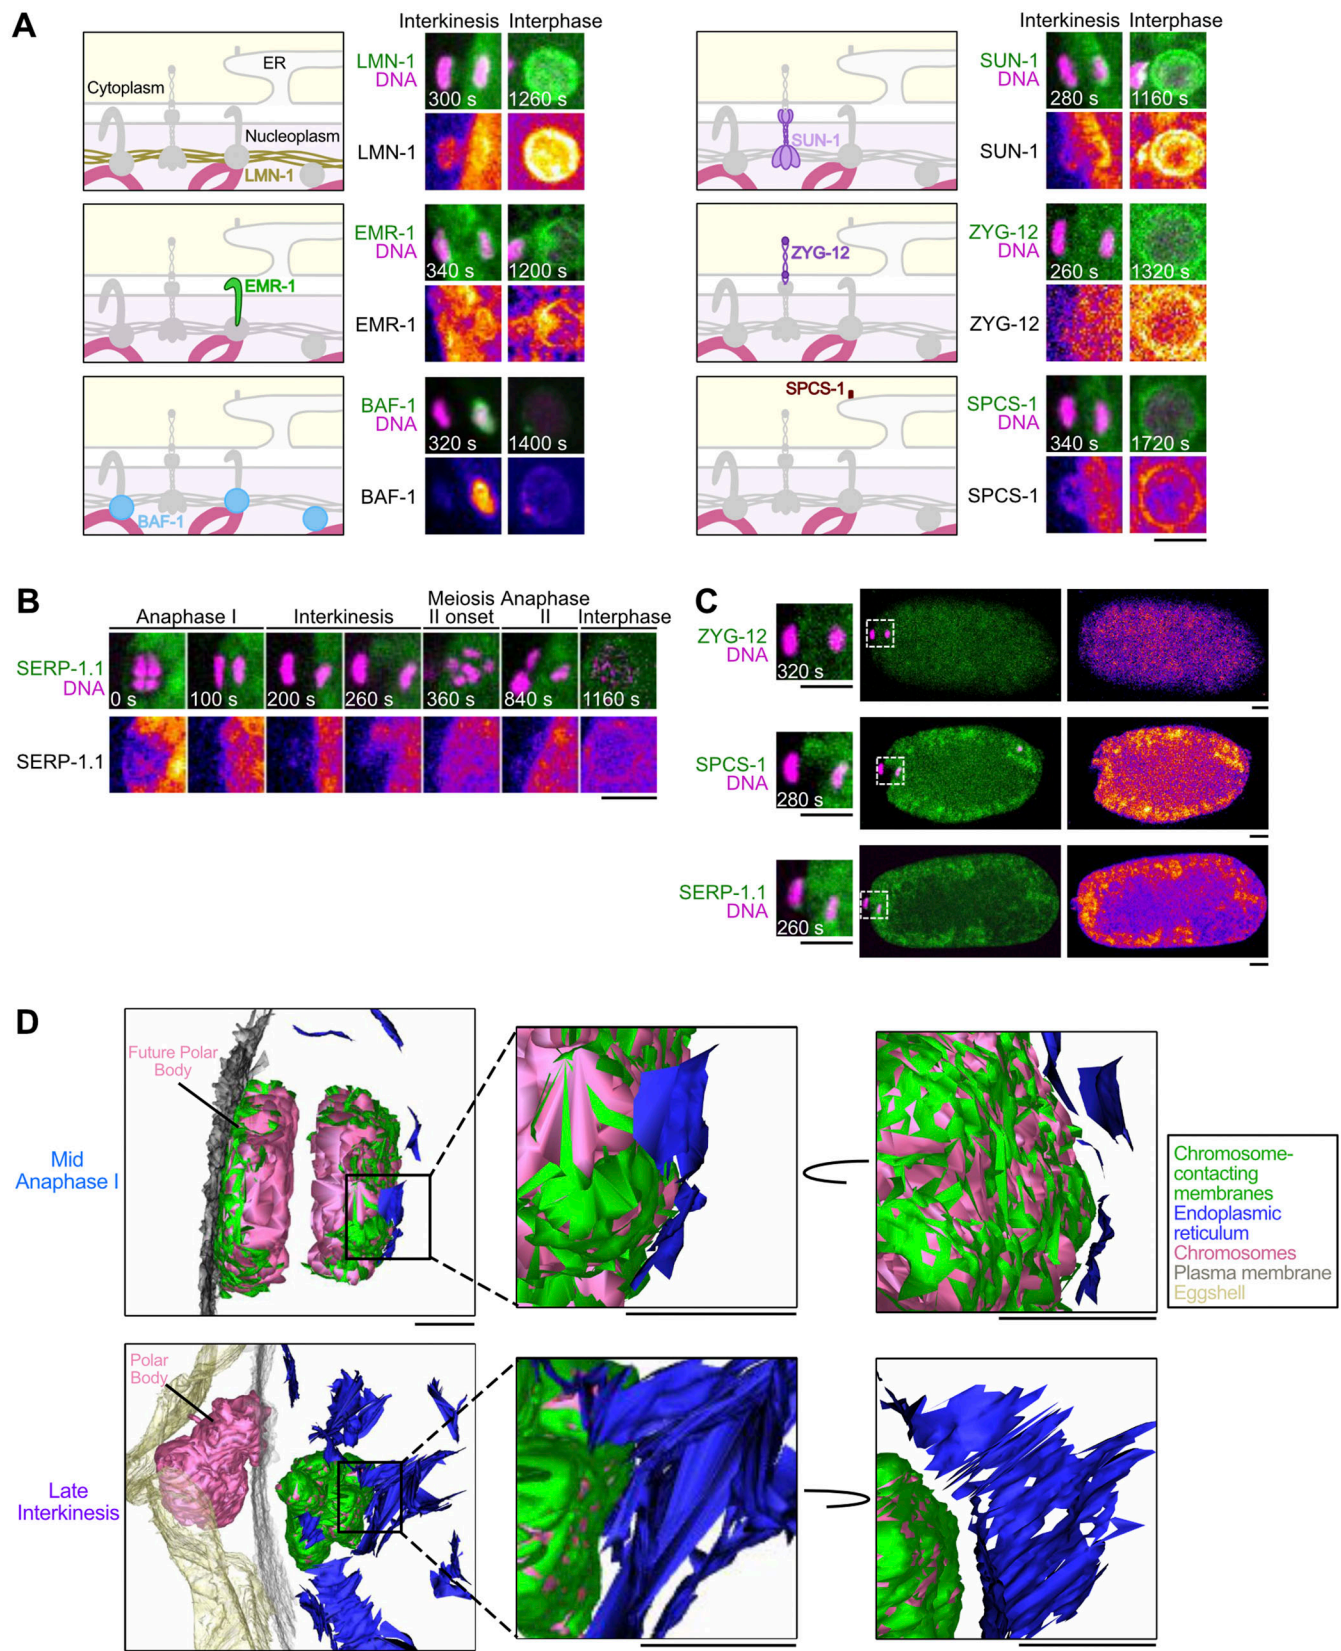 A
Interkinesis Interphase
Cytoplasm
ER
Nucleoplasm
LMN-1
LMN-1
DNA
300 s
1260 s
LMN-1
EMR-1
EMR-1
DNA
340 s
1200 s
EMR-1
BAF-1
BAF-1
DNA
320 s
1400 s
BAF-1
Interkinesis Interphase
SUN-1
SUN-1
DNA
280 s
1160 s
SUN-1
ZYG-12
ZYG-12
DNA
260 s
1320 s
ZYG-12
SPCS-1
SPCS-1
DNA
340 s
1720 s
SPCS-1
B
Anaphase I
Interkinesis
Meiosis
II onset
Anaphase
II
Interphase
SERP-1.1
DNA
0 s
100 s
200 s
260 s
360 s
840 s
1160 s
SERP-1.1
C
ZYG-12
DNA
320 s
SPCS-1
DNA
280 s
SERP-1.1
DNA
260 s
D
Mid
Anaphase I
Future Polar
Body
Late
Interkinesis
Polar
Body
Chromosome-
contacting
membranes
Endoplasmic
reticulum
Chromosomes
Plasma membrane
Eggshell